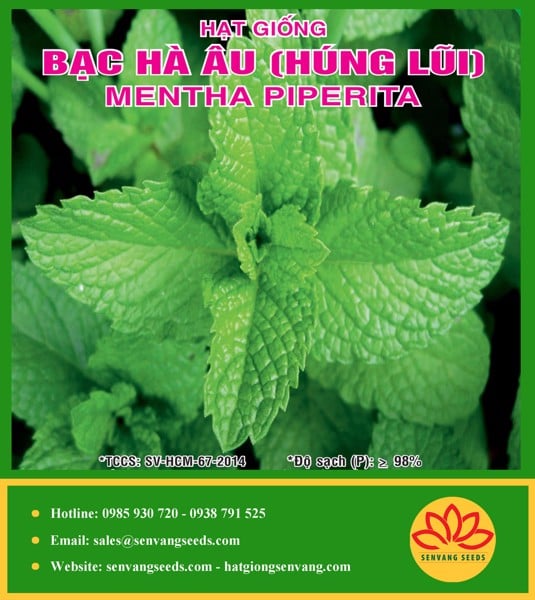 HẠT GIỐNG
BẠC HÀ ÂU (HÚNG LŨI)
MENTHA PIPERITA
*TCCS: SV-HCM-67-2014 *Độ sạch (P): ≥ 98%
Hotline: 0985 930 720 - 0938 791 525
Email: sales@senvangseeds.com
Website: senvangseeds.com - hatgiongsenvang.com
SENVANG SEEDS